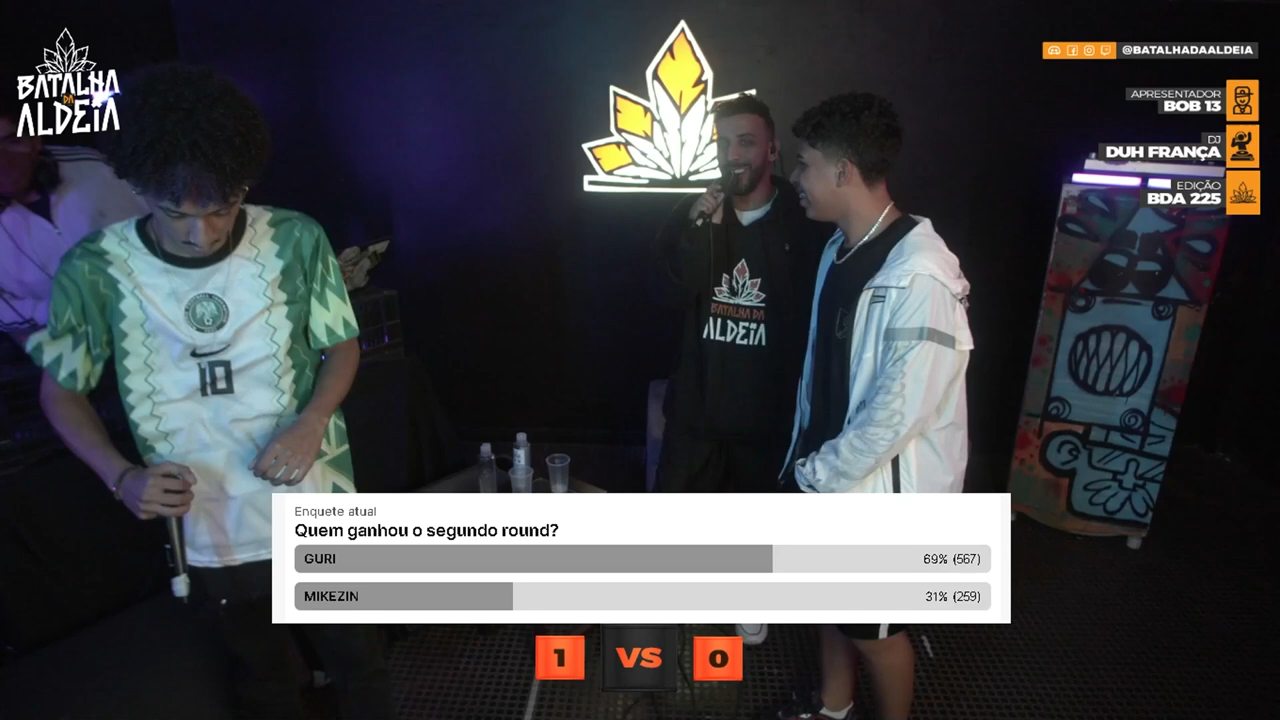 BATALHA
DA
ALDEIA
@BATALHADAALDEIA
APRESENTADOR
BOB 13
DJ
DUH FRANÇA
EDIÇÃO
BDA 225
BATALHA DA
ALDEIA
10
Enquete atual
Quem ganhou o segundo round?
GURI
69% (567)
MIKEZIN
31% (259)
1 VS 0